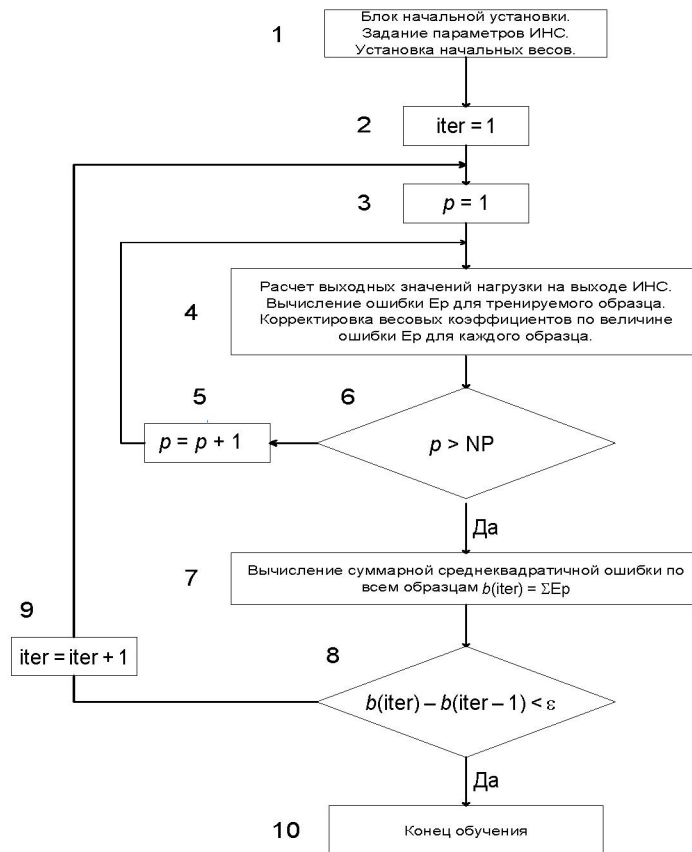 1
Блок начальной установки.
Задание параметров ИНС.
Установка начальных весов.
2
iter = 1
3
p = 1
4
Расчет выходных значений нагрузки на выходе ИНС.
Вычисление ошибки Ер для тренируемого образца.
Корректировка весовых коэффициентов по величине
ошибки Ер для каждого образца.
5
p = p + 1
6
p > NP
Да
7
Вычисление суммарной среднеквадратичной ошибки по
всем образцам b(iter) = ΣEp
9
iter = iter + 1
8
b(iter) – b(iter – 1) < ε
Да
10
Конец обучения